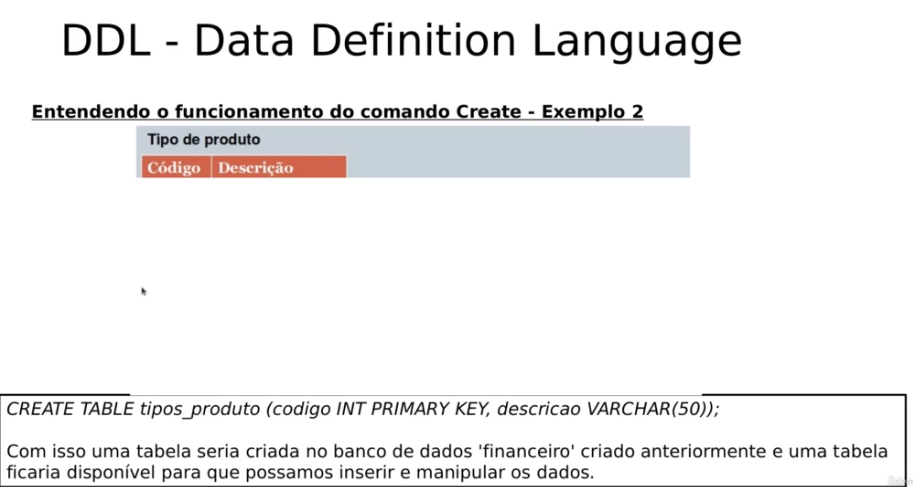 DDL - Data Definition Language
Entendendo o funcionamento do comando Create - Exemplo 2
Tipo de produto
Código Descrição
CREATE TABLE tipos_produto (codigo INT PRIMARY KEY, descricao VARCHAR(50));
Com isso uma tabela seria criada no banco de dados 'financeiro' criado anteriormente e uma tabela
ficaria disponível para que possamos inserir e manipular os dados.